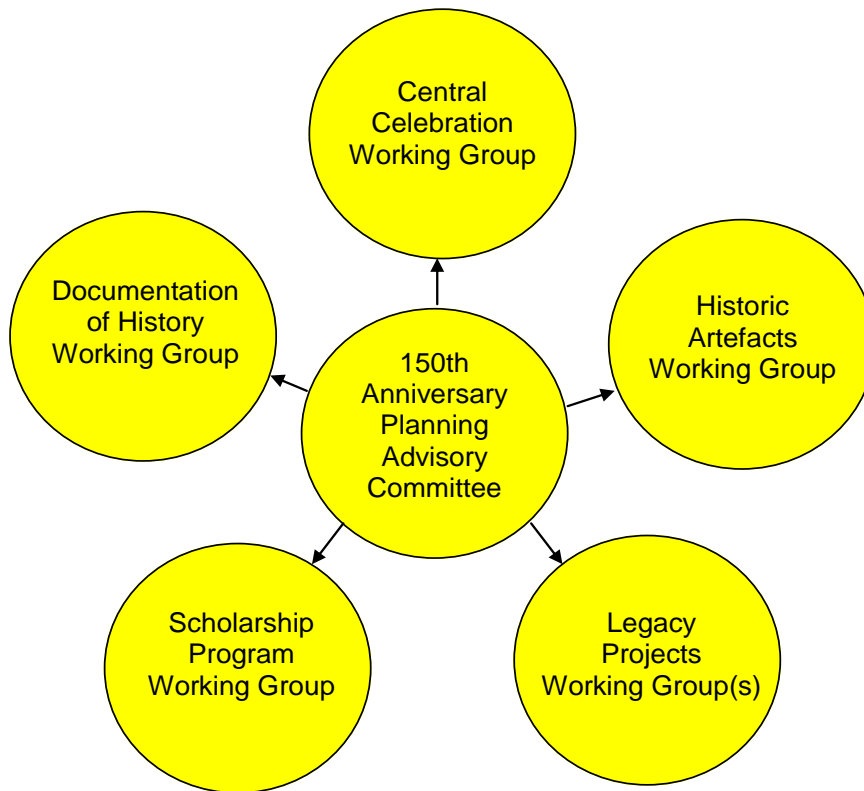 Central
Celebration
Working Group
Documentation
of History
Working Group
Historic
Artefacts
Working Group
150th
Anniversary
Planning
Advisory
Committee
Scholarship
Program
Working Group
Legacy
Projects
Working Group(s)